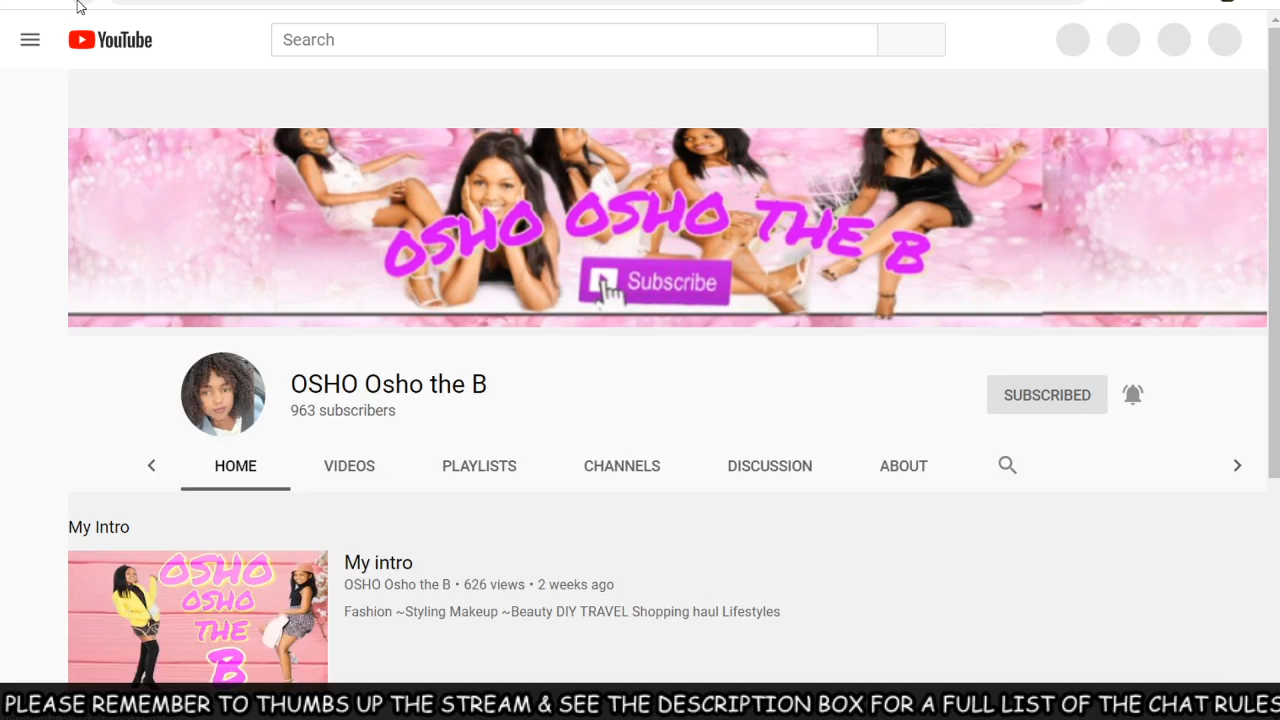 YouTube
Search
OSHO OSHO THE B
Subscribe
OSHO Osho the B
963 subscribers
SUBSCRIBED
HOME VIDEOS PLAYLISTS CHANNELS DISCUSSION ABOUT
My Intro
OSHO
OSHO
THE
B
My intro
OSHO Osho the B • 626 views • 2 weeks ago
Fashion ~Styling Makeup ~Beauty DIY TRAVEL Shopping haul Lifestyles
PLEASE REMEMBER TO THUMBS UP THE STREAM & SEE THE DESCRIPTION BOX FOR A FULL LIST OF THE CHAT RULES